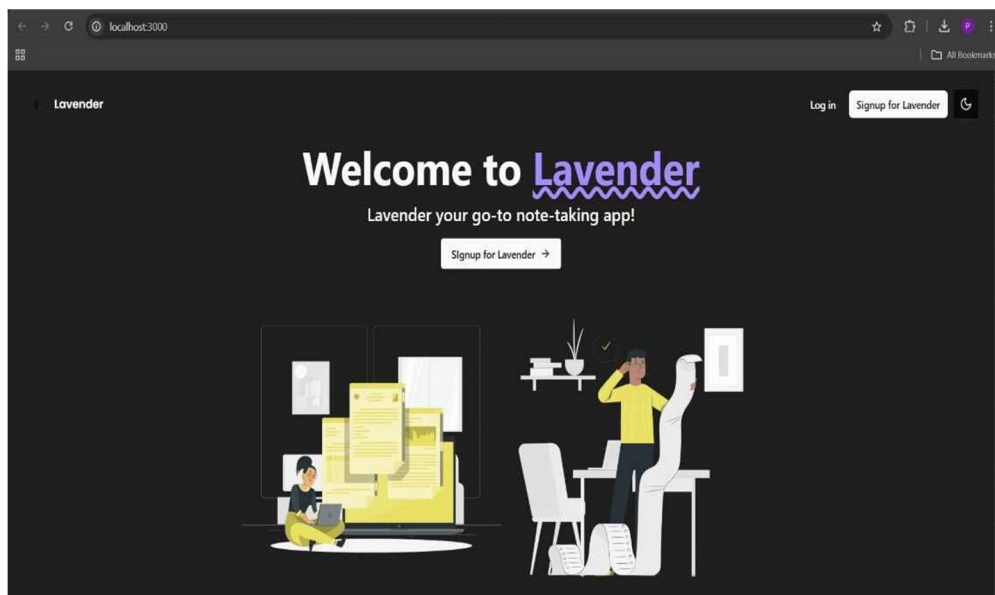 localhost:3000
P
All Bookmarks
Lavender
Log in
Signup for Lavender
Welcome to Lavender
Lavender your go-to note-taking app!
SIgnup for Lavender →